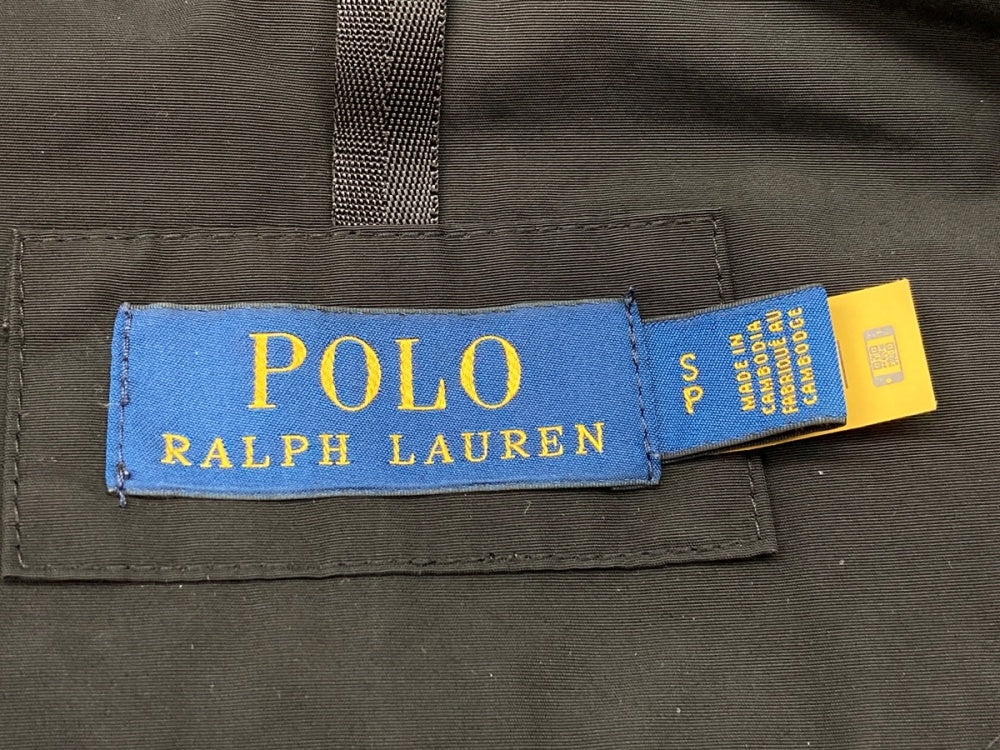 POLO
RALPH LAUREN
S
P
MADE IN
CAMBODIA
FABRIQUÉ AU
CAMBODGE